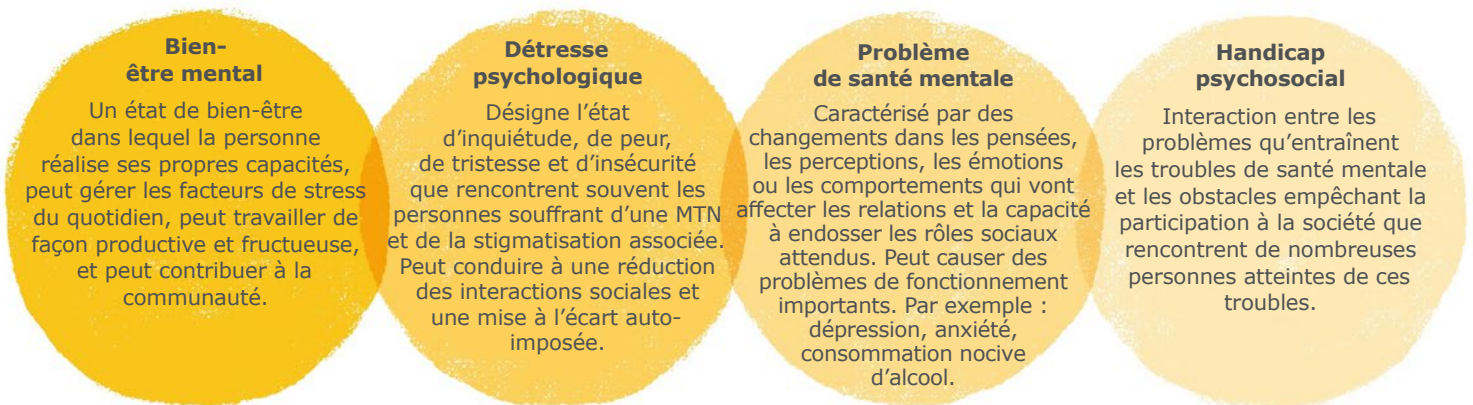 Bien-
être mental
Un état de bien-être
dans lequel la personne
réalise ses propres capacités,
peut gérer les facteurs de stress
du quotidien, peut travailler de
façon productive et fructueuse,
et peut contribuer à la
communauté.
Détresse
psychologique
Désigne l’état
d’inquiétude, de peur,
de tristesse et d’insécurité
que rencontrent souvent les
personnes souffrant d’une MTN
et de la stigmatisation associée.
Peut conduire à une réduction
des interactions sociales et
une mise à l’écart auto-
imposée.
Problème
de santé mentale
Caractérisé par des
changements dans les pensées,
les perceptions, les émotions
ou les comportements qui vont
affecter les relations et la capacité
à endosser les rôles sociaux
attendus. Peut causer des
problèmes de fonctionnement
importants. Par exemple :
dépression, anxiété,
consommation nocive
d’alcool.
Handicap
psychosocial
Interaction entre les
problèmes qu’entraînent
les troubles de santé mentale
et les obstacles empêchant la
participation à la société que
rencontrent de nombreuses
personnes atteintes de ces
troubles.